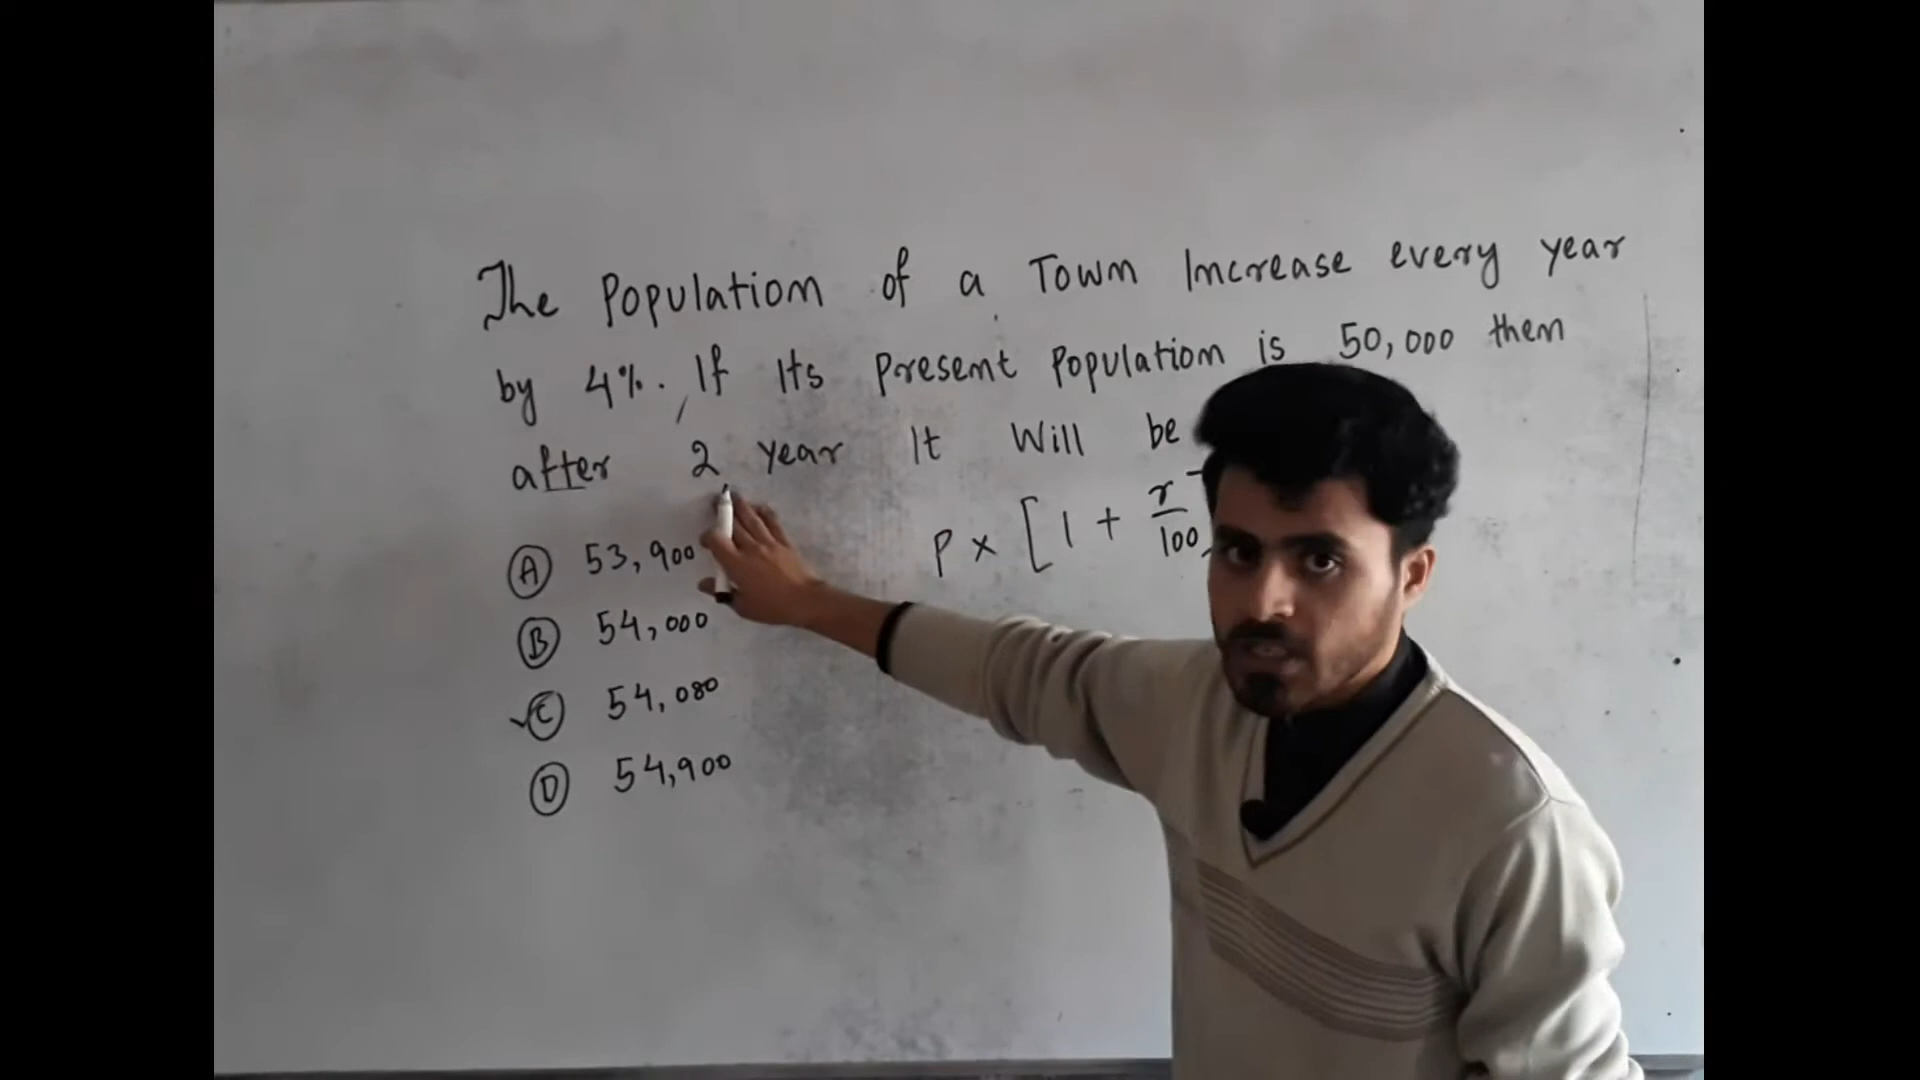 The Population of a Town Increase every year
by 4%. If Its Present Population is 50,000 then
after 2 year It Will be
P × [1 + r/100
A 53,900
B 54,000
C 54,080
D 54,900